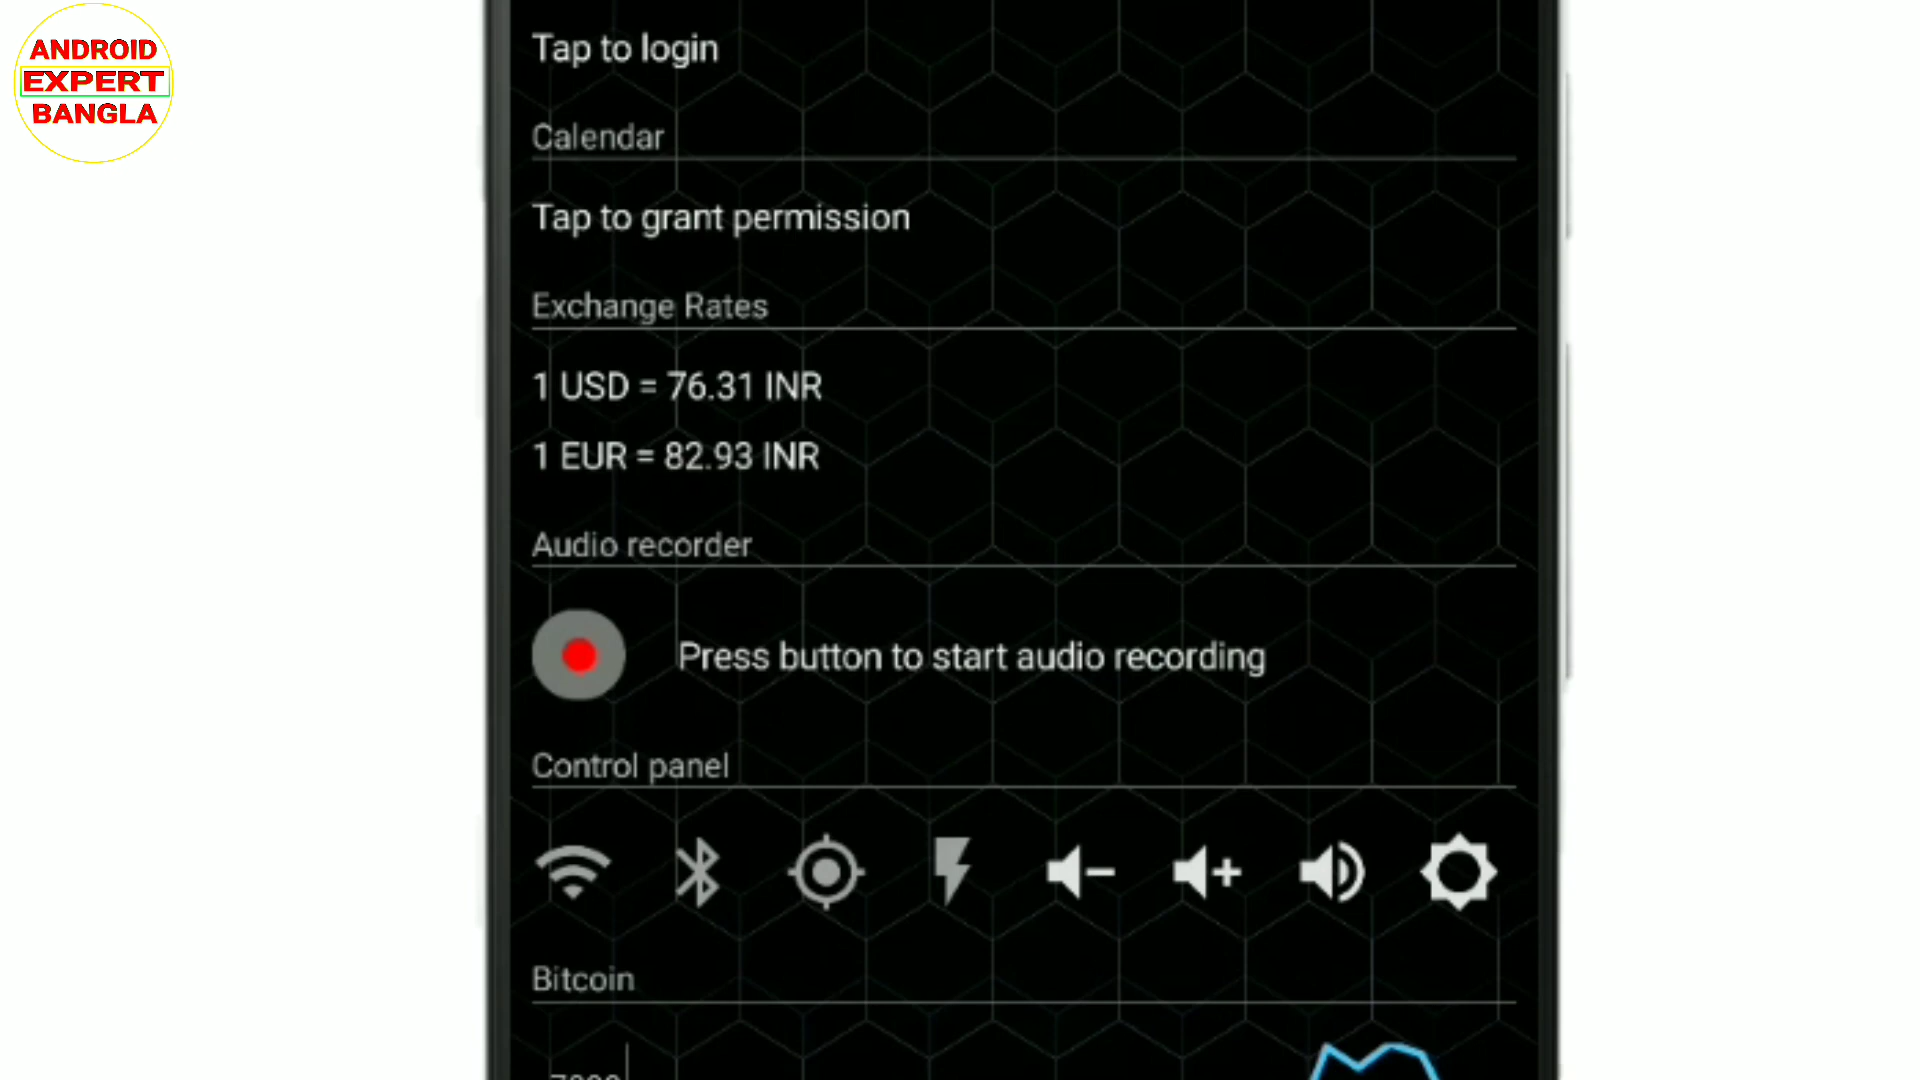 ANDROID
EXPERT
BANGLA
Tap to login
Calendar
Tap to grant permission
Exchange Rates
1 USD = 76.31 INR
1 EUR = 82.93 INR
Audio recorder
Press button to start audio recording
Control panel
Bitcoin